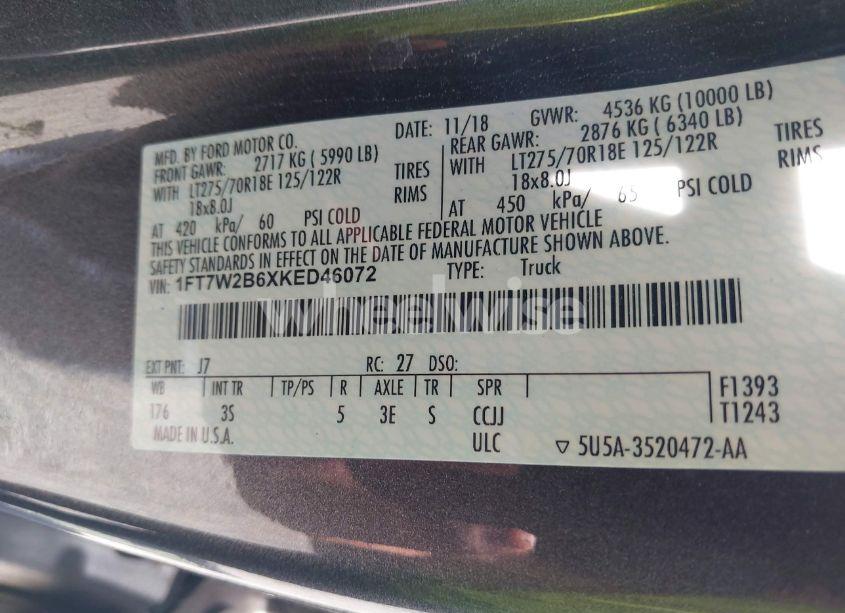 MFD. BY FORD MOTOR CO.
DATE: 11/18
GVWR: 4536 KG (10000 LB)
FRONT GAWR: 2717 KG ( 5990 LB)
REAR GAWR: 2876 KG ( 6340 LB)
WITH LT275/70R18E 125/122R TIRES
WITH LT275/70R18E 125/122R TIRES
18x8.0J RIMS
18x8.0J RIMS
AT 420 kPa/ 60 PSI COLD
AT 450 kPa/ 65 PSI COLD
THIS VEHICLE CONFORMS TO ALL APPLICABLE FEDERAL MOTOR VEHICLE
SAFETY STANDARDS IN EFFECT ON THE DATE OF MANUFACTURE SHOWN ABOVE.
VIN: 1FT7W2B6XKED46072
TYPE: Truck
wheelwise
EXT PNT: J7 RC: 27 DSO:
WB INT TR TP/PS R AXLE TR SPR F1393
176 3S 5 3E S CCJJ T1243
MADE IN U.S.A. ULC ▽ 5U5A-3520472-AA